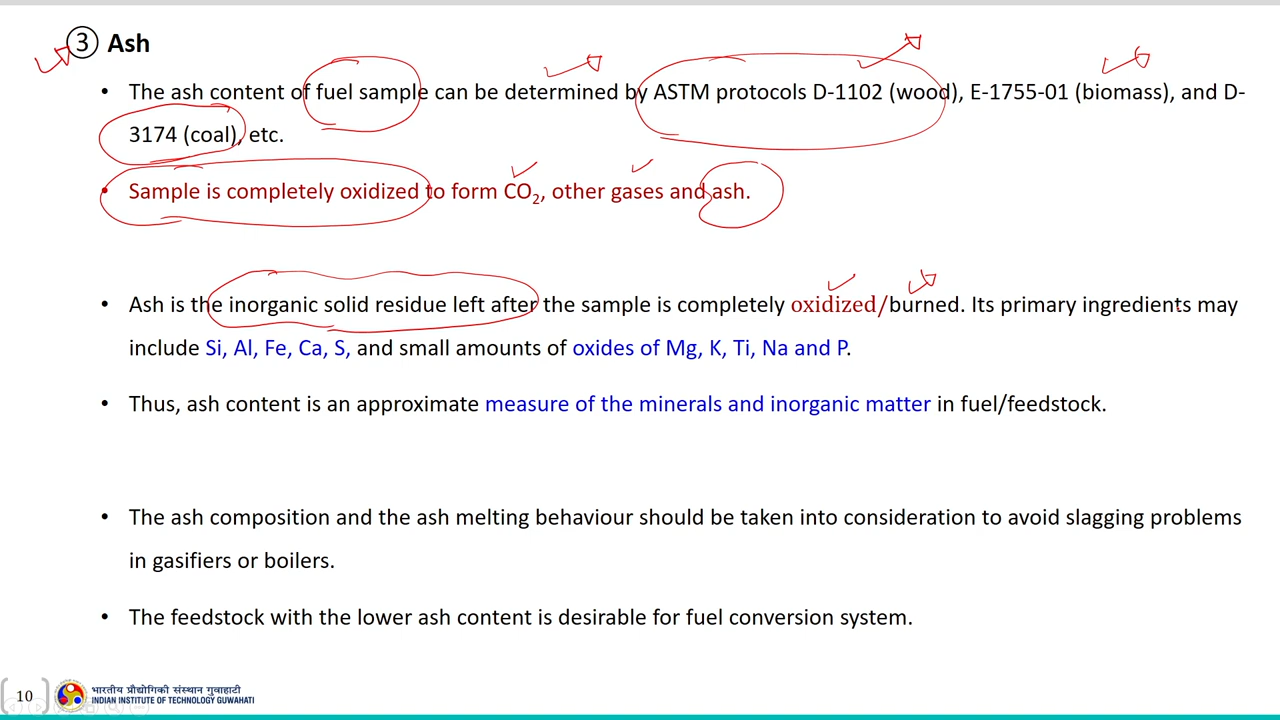 ③ Ash
• The ash content of fuel sample can be determined by ASTM protocols D-1102 (wood), E-1755-01 (biomass), and D-
3174 (coal), etc.
• Sample is completely oxidized to form CO₂, other gases and ash.
• Ash is the inorganic solid residue left after the sample is completely oxidized/burned. Its primary ingredients may
include Si, Al, Fe, Ca, S, and small amounts of oxides of Mg, K, Ti, Na and P.
• Thus, ash content is an approximate measure of the minerals and inorganic matter in fuel/feedstock.
• The ash composition and the ash melting behaviour should be taken into consideration to avoid slagging problems
in gasifiers or boilers.
• The feedstock with the lower ash content is desirable for fuel conversion system.
10
भारतीय प्रौद्योगिकी संस्थान गुवाहाटी
INDIAN INSTITUTE OF TECHNOLOGY GUWAHATI